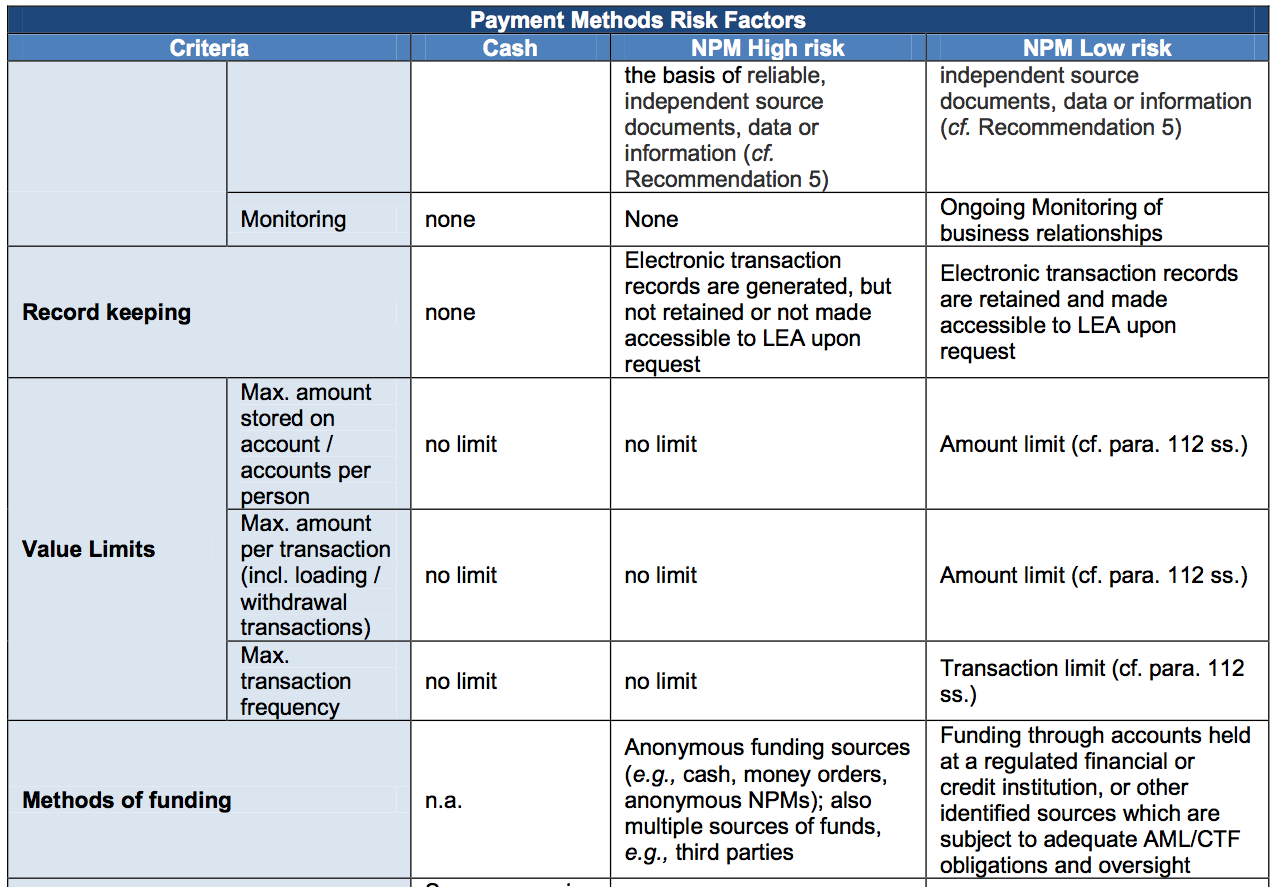 Payment Methods Risk Factors
Criteria Cash NPM High risk NPM Low risk
the basis of reliable,
independent source
documents, data or
information (cf.
Recommendation 5)
independent source
documents, data or information
(cf. Recommendation 5)
Monitoring
none
None
Ongoing Monitoring of
business relationships
Record keeping
none
Electronic transaction
records are generated, but
not retained or not made
accessible to LEA upon
request
Electronic transaction records
are retained and made
accessible to LEA upon
request
Value Limits
Max. amount
stored on
account /
accounts per
person
no limit
no limit
Amount limit (cf. para. 112 ss.)
Max. amount
per transaction
(incl. loading /
withdrawal
transactions)
no limit
no limit
Amount limit (cf. para. 112 ss.)
Max.
transaction
frequency
no limit
no limit
Transaction limit (cf. para. 112
ss.)
Methods of funding
n.a.
Anonymous funding sources
(e.g., cash, money orders,
anonymous NPMs); also
multiple sources of funds,
e.g., third parties
Funding through accounts held
at a regulated financial or
credit institution, or other
identified sources which are
subject to adequate AML/CTF
obligations and oversight